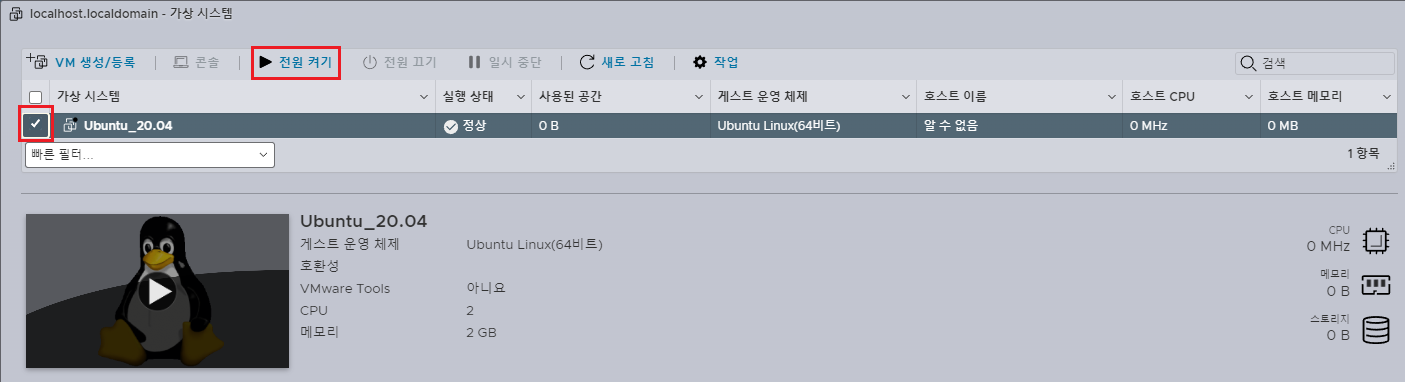 localhost.localdomain - 가상 시스템
VM 생성/등록 | 콘솔 | 전원 켜기 전원 끄기 일시 중단 | 새로 고침 | 작업 검색
가상 시스템 실행 상태 사용된 공간 게스트 운영 체제 호스트 이름 호스트 CPU 호스트 메모리
Ubuntu_20.04 정상 0 B Ubuntu Linux(64비트) 알 수 없음 0 MHz 0 MB
빠른 필터... 1 항목
Ubuntu_20.04
게스트 운영 체제 Ubuntu Linux(64비트)
호환성
VMware Tools 아니요
CPU 2
메모리 2 GB
CPU
0 MHz
메모리
0 B
스토리지
0 B